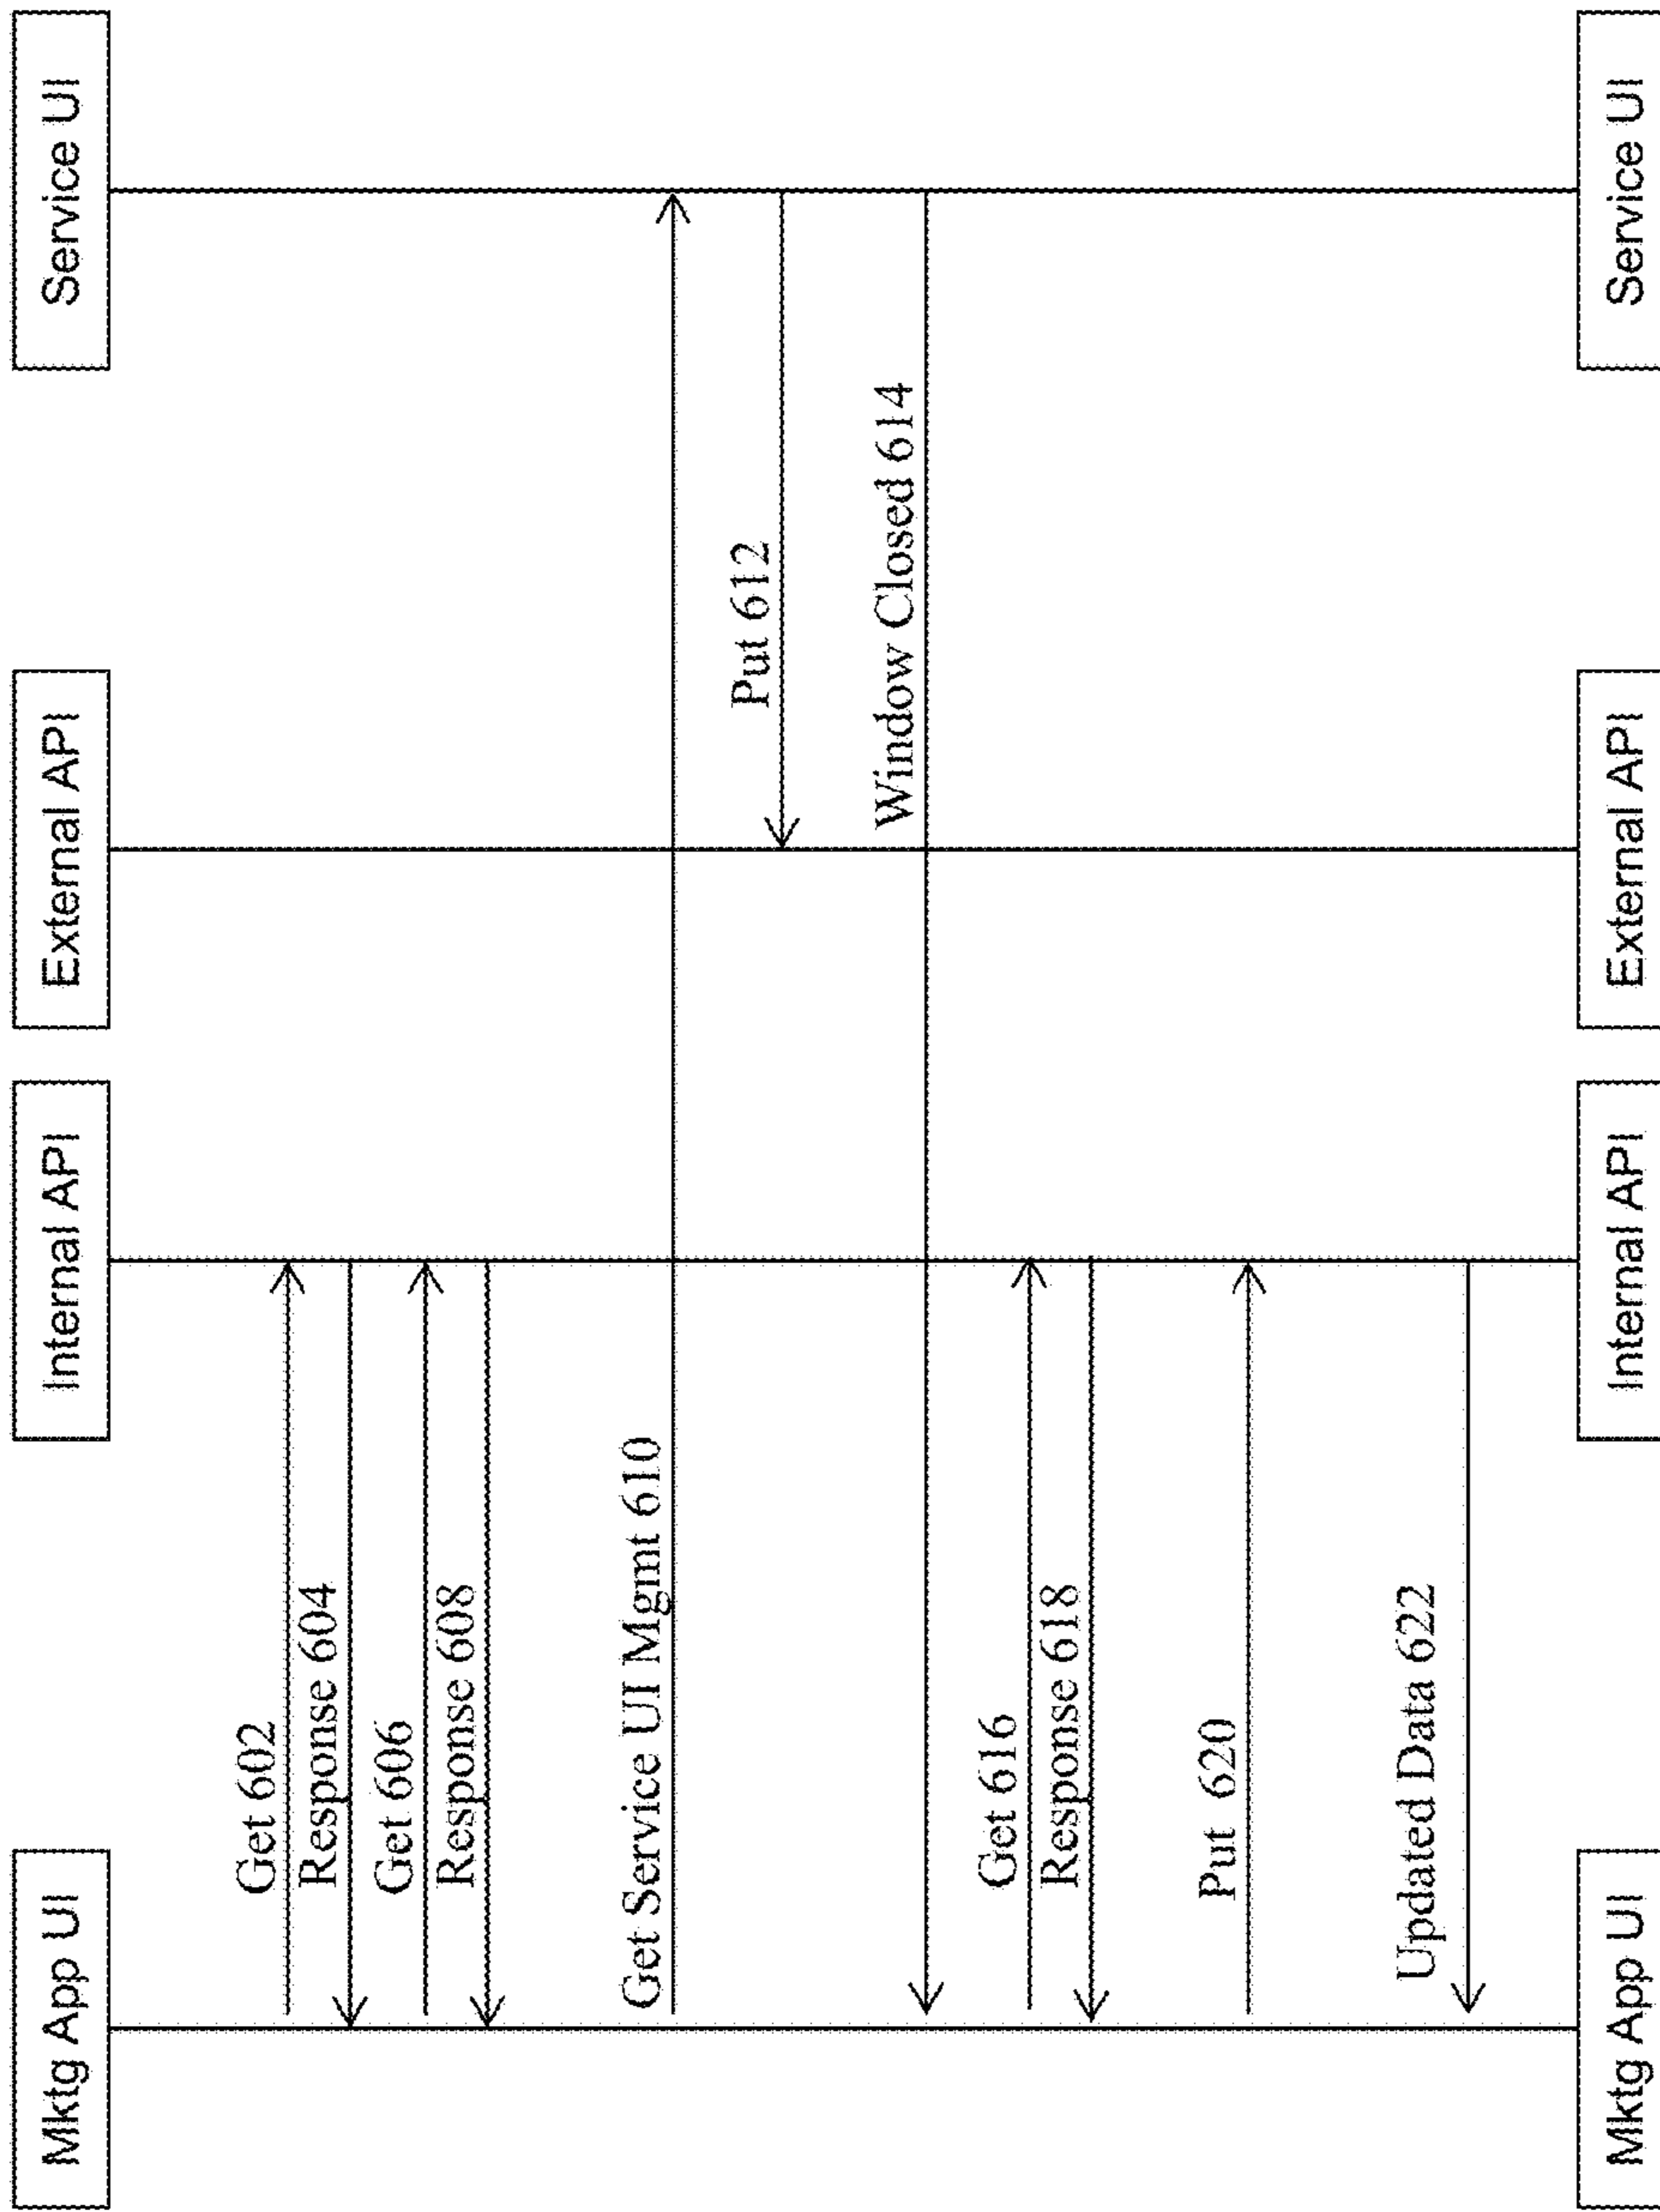 Mktg App UI
Internal API
External API
Service UI
Get 602
Response 604
Get 606
Response 608
Get Service UI Mgmt 610
Put 612
Window Closed 614
Get 616
Response 618
Put 620
Updated Data 622
Mktg App UI
Internal API
External API
Service UI